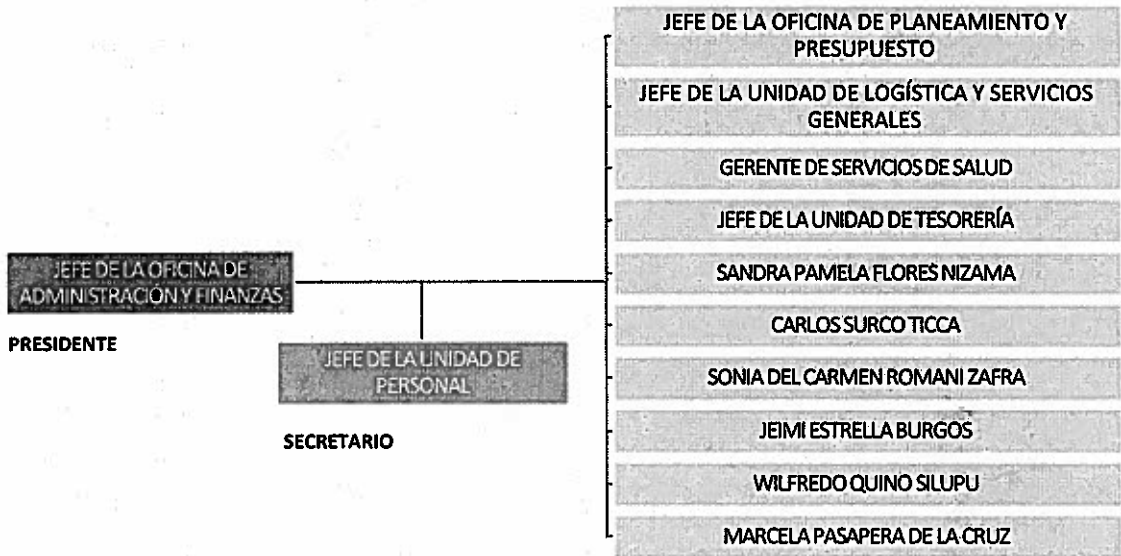 JEFE DE LA OFICINA DE PLANEAMIENTO Y
PRESUPUESTO
JEFE DE LA UNIDAD DE LOGÍSTICA Y SERVICIOS
GENERALES
GERENTE DE SERVICIOS DE SALUD
JEFE DE LA UNIDAD DE TESORERÍA
JEFE DE LA OFICINA DE
ADMINISTRACIÓN Y FINANZAS
PRESIDENTE
SANDRA PAMELA FLORES NIZAMA
CARLOS SURCO TICCA
JEFE DE LA UNIDAD DE
PERSONAL
SECRETARIO
SONIA DEL CARMEN ROMANI ZAFRA
JEIMI ESTRELLA BURGOS
WILFREDO QUINO SILUPU
MARCELA PASAPERA DE LA CRUZ